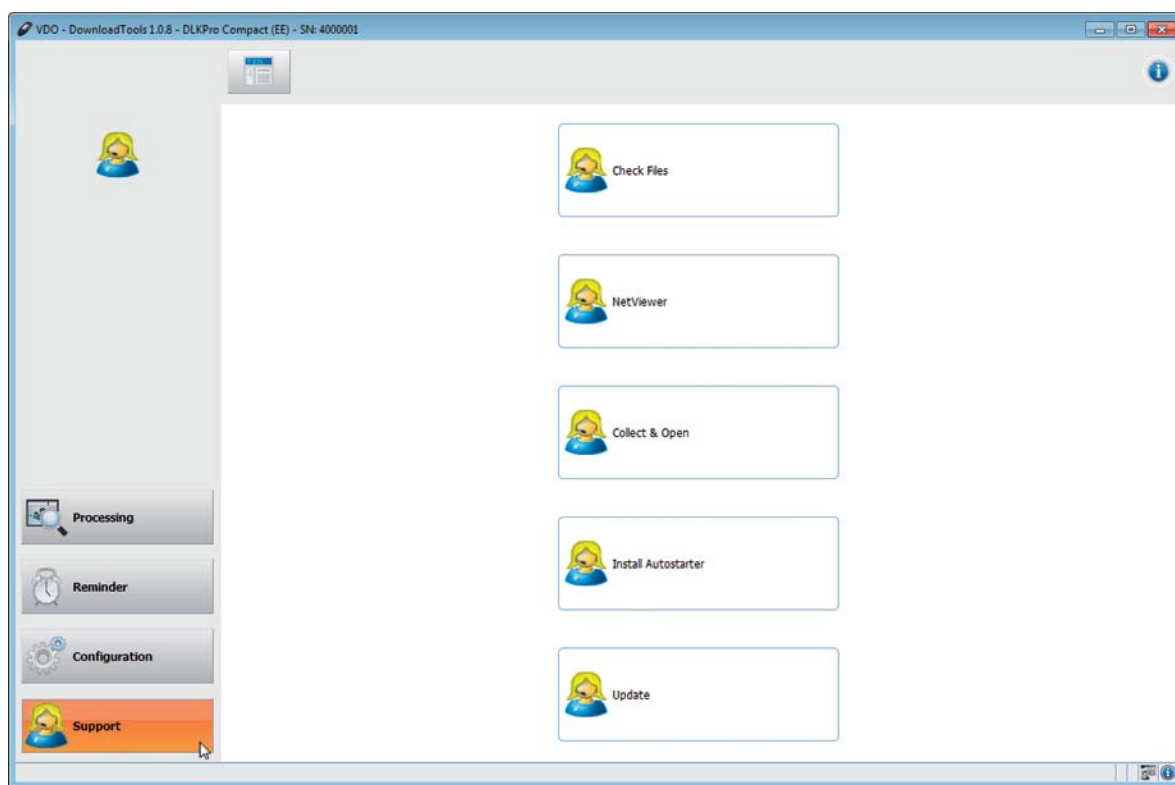 VDO - DownloadTools 1.0.8 - DLKPro Compact (EE) - SN: 4000001
Check Files
NetViewer
Collect & Open
Install Autostarter
Update
Processing
Reminder
Configuration
Support